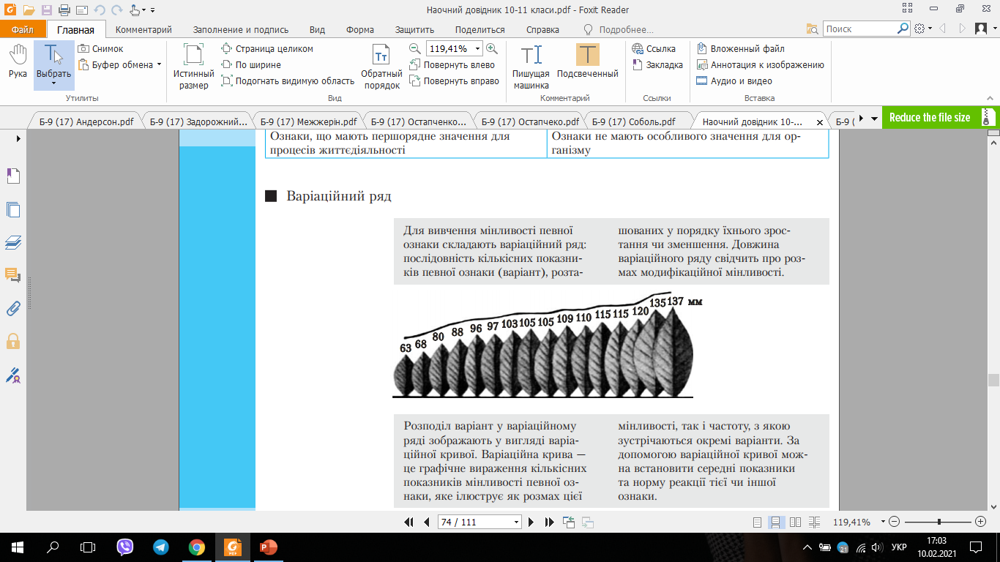 Наочний довідник 10-11 класи.pdf - Foxit Reader
Файл Главная Комментарий Заполнение и подпись Вид Форма Защитить Поделиться Справка Подробнее... Поиск
Рука
Выбрать
Снимок
Буфер обмена
Утилиты
Истинный размер
Страница целиком
По ширине
Подогнать видимую область
Обратный порядок
119,41%
Повернуть влево
Повернуть вправо
Вид
Пишущая машинка
Подсвеченный
Комментарий
Ссылка
Закладка
Ссылки
Вложенный файл
Аннотация к изображению
Аудио и видео
Вставка
Б-9 (17) Андерсон.pdf Б-9 (17) Задорожний... Б-9 (17) Межжерін.pdf Б-9 (17) Остапченко... Б-9 (17) Остапчеко.pdf Б-9 (17) Соболь.pdf Наочний довідник 10-... Б-9 (
Reduce the file size
Ознаки, що мають першорядне значення для
процесів життєдіяльності
Ознаки не мають особливого значення для ор-
ганізму
Варіаційний ряд
Для вивчення мінливості певної
ознаки складають варіаційний ряд:
послідовність кількісних показни-
ків певної ознаки (варіант), розта-
шованих у порядку їхнього зрос-
тання чи зменшення. Довжина
варіаційного ряду свідчить про роз-
мах модифікаційної мінливості.
63 68 80 88 96 97 103 105 105 109 110 115 115 120 135 137 мм
Розподіл варіант у варіаційному
ряді зображають у вигляді варіа-
ційної кривої. Варіаційна крива —
це графічне вираження кількісних
показників мінливості певної оз-
наки, яке ілюструє як розмах цієї
мінливості, так і частоту, з якою
зустрічаються окремі варіанти. За
допомогою варіаційної кривої мож-
на встановити середні показники
та норму реакції тієї чи іншої
ознаки.
74 / 111
119,41%
21
УКР
17:03
10.02.2021